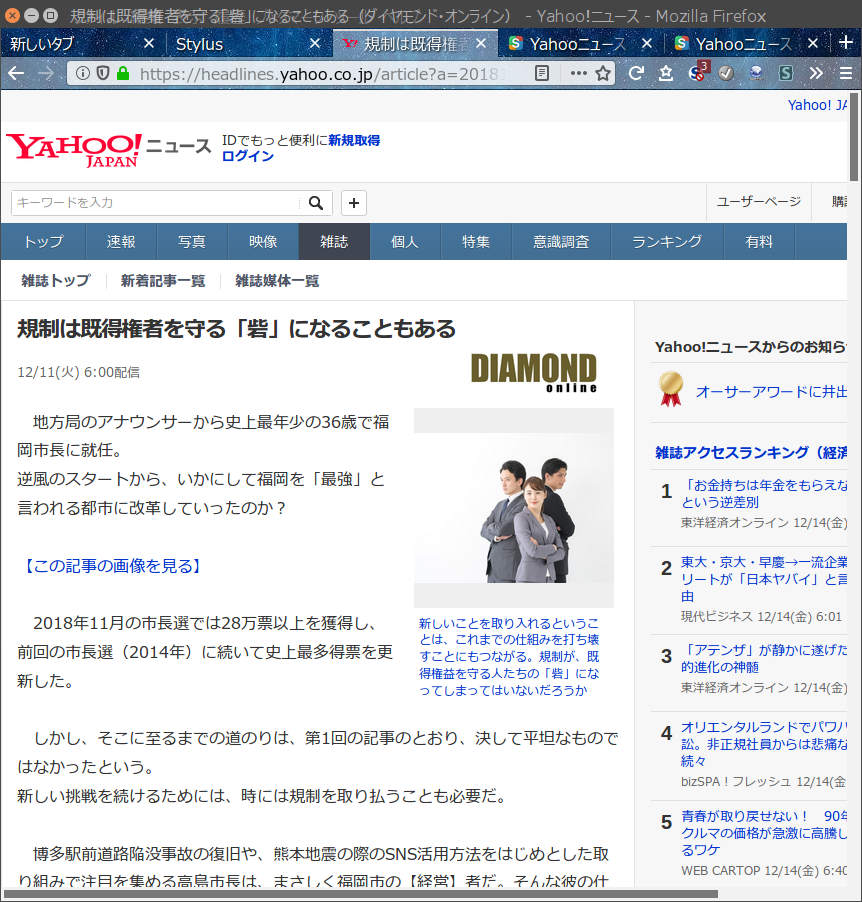 規制は既得権者を守る「砦」になることもある（ダイヤモンド・オンライン） - Yahoo!ニュース - Mozilla Firefox
新しいタブ
Stylus
規制は既得権者
Yahooニュース
Yahooニュース
https://headlines.yahoo.co.jp/article?a=2018
3
Yahoo! JA
YAHOO!
JAPAN
ニュース
IDでもっと便利に新規取得
ログイン
キーワードを入力
ユーザーページ
購
トップ
速報
写真
映像
雑誌
個人
特集
意識調査
ランキング
有料
雑誌トップ
新着記事一覧
雑誌媒体一覧
規制は既得権者を守る「砦」になることもある
12/11(火) 6:00配信
DIAMOND
online
地方局のアナウンサーから史上最年少の36歳で福
岡市長に就任。
逆風のスタートから、いかにして福岡を「最強」と
言われる都市に改革していったのか？
【この記事の画像を見る】
2018年11月の市長選では28万票以上を獲得し、
前回の市長選（2014年）に続いて史上最多得票を更
新した。
新しいことを取り入れるというこ
とは、これまでの仕組みを打ち壊
すことにもつながる。規制が、既
得権益を守る人たちの「砦」にな
ってしまってはいないだろうか
しかし、そこに至るまでの道のりは、第1回の記事のとおり、決して平坦なもので
はなかったという。
新しい挑戦を続けるためには、時には規制を取り払うことも必要だ。
博多駅前道路陥没事故の復旧や、熊本地震の際のSNS活用方法をはじめとした取
り組みで注目を集める高島市長は、まさしく福岡市の【経営】者だ。そんな彼の仕
Yahoo!ニュースからのお知ら
オーサーアワードに井出
雑誌アクセスランキング（経済
1
「お金持ちは年金をもらえな
という逆差別
東洋経済オンライン 12/14(金)
2
東大・京大・早慶→一流企業
リートが「日本ヤバイ」と言
由
現代ビジネス 12/14(金) 6:01
3
「アテンザ」が静かに遂げた
的進化の神髄
東洋経済オンライン 12/14(金)
4
オリエンタルランドでパワハ
訟。非正規社員からは悲痛な
続々
bizSPA！フレッシュ 12/14(金
5
青春が取り戻せない！　90年
クルマの価格が急激に高騰し
るワケ
WEB CARTOP 12/14(金) 6:40